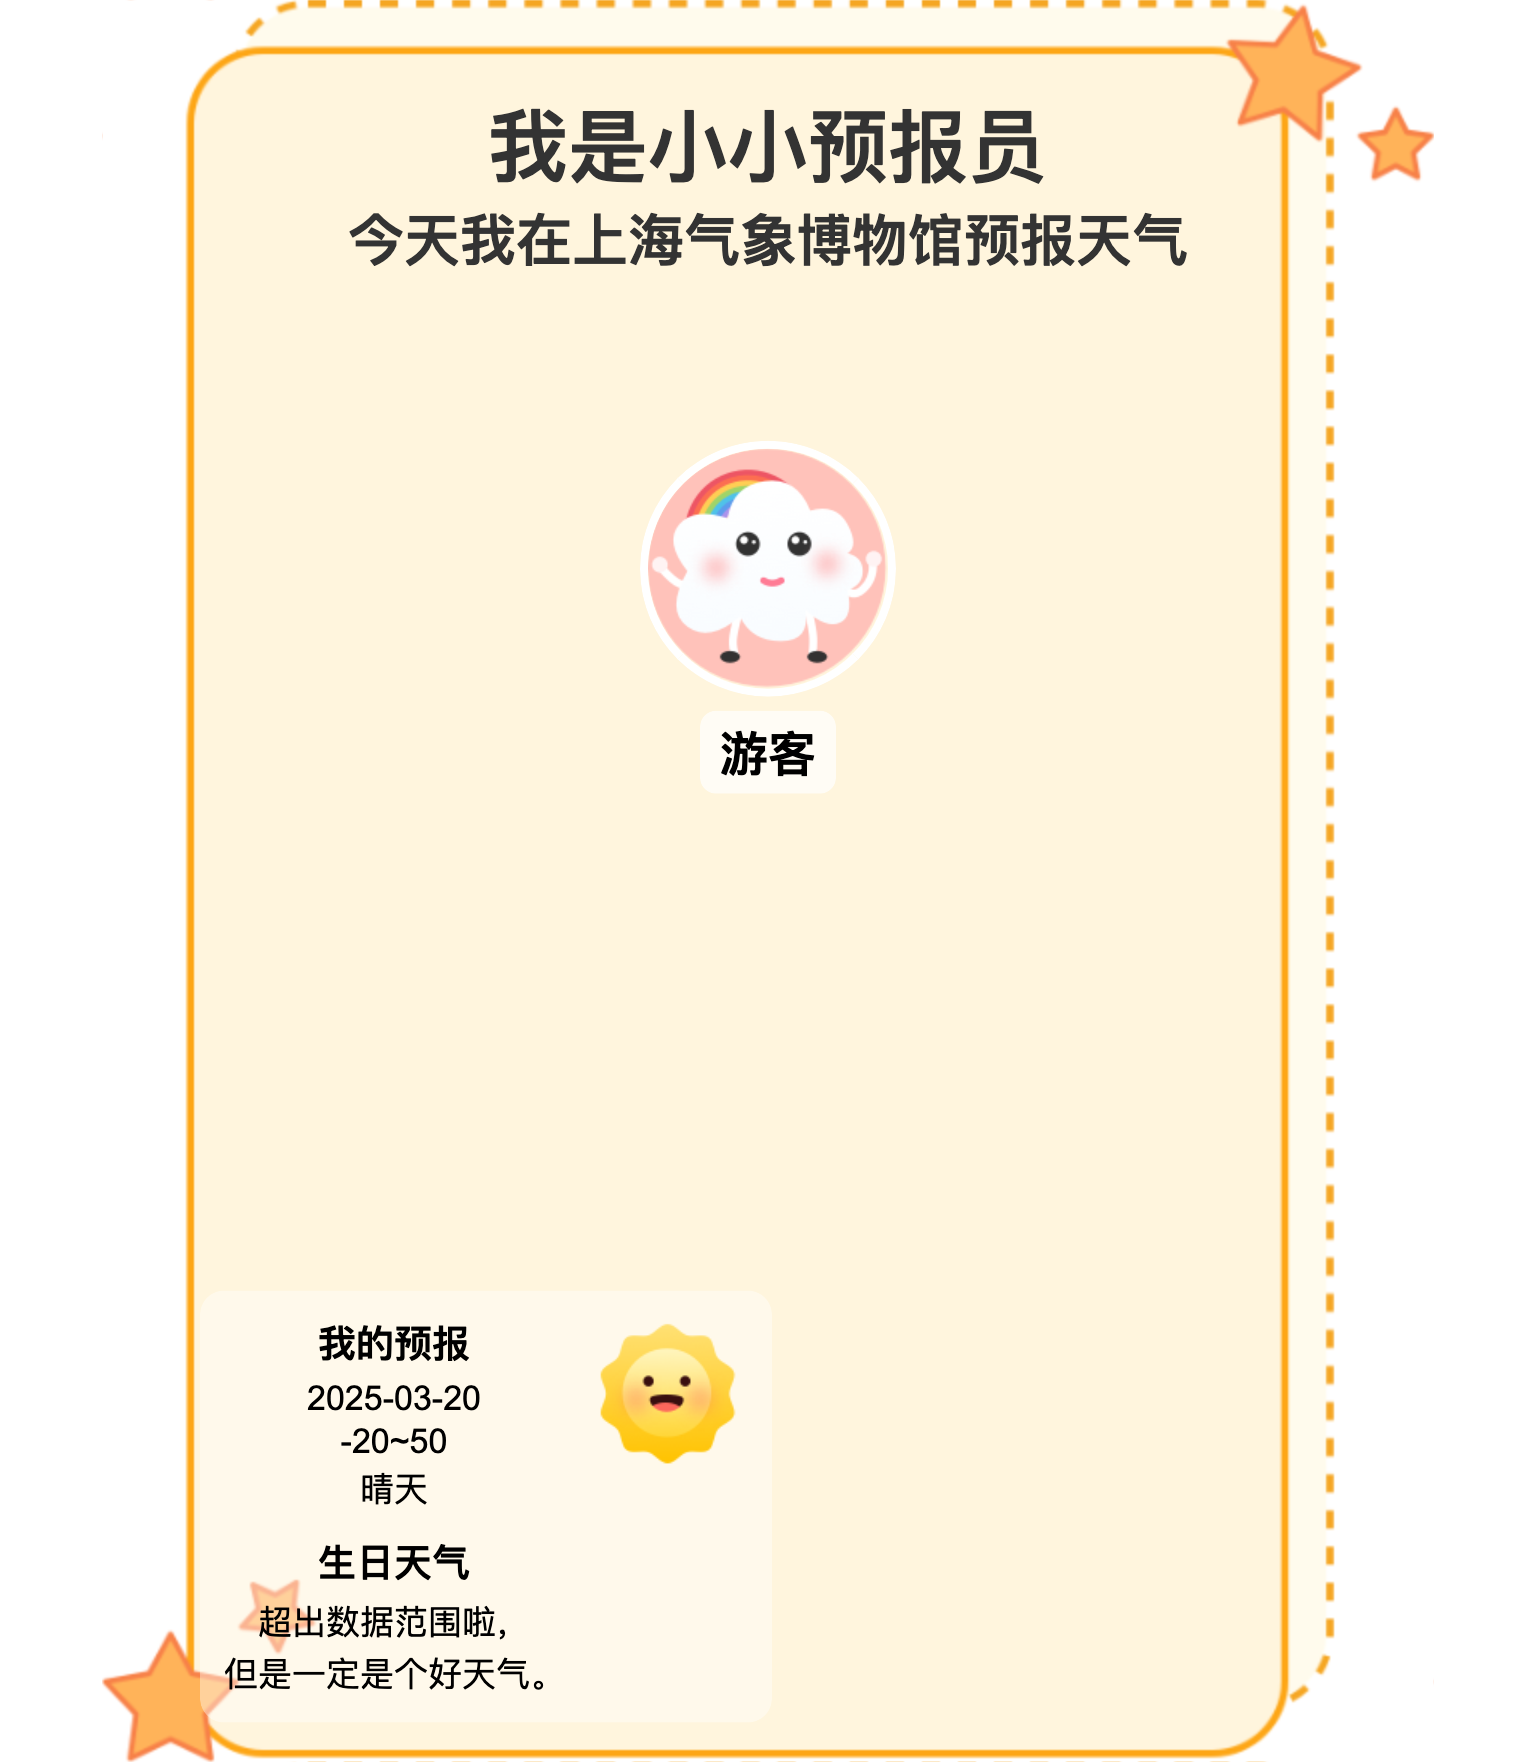 我是小小预报员
今天我在上海气象博物馆预报天气
游客
我的预报
2025-03-20
-20~50
晴天
生日天气
超出数据范围啦，
但是一定是个好天气。